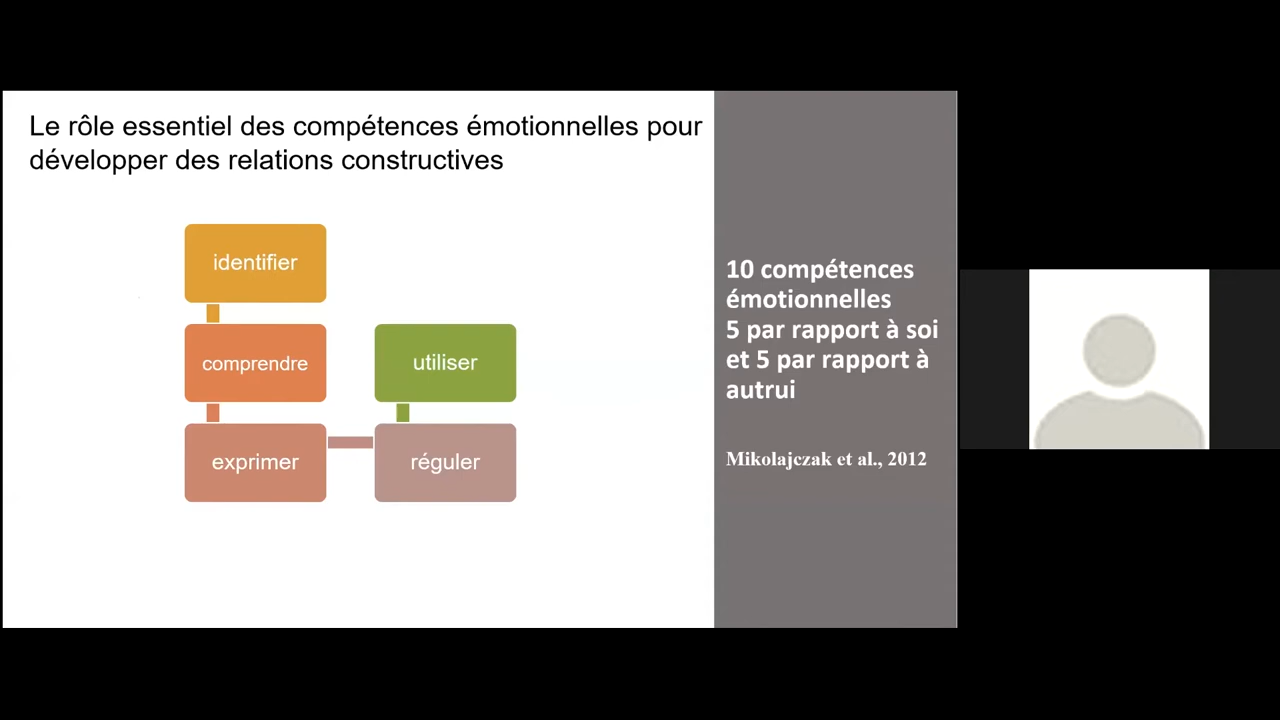 Le rôle essentiel des compétences émotionnelles pour
développer des relations constructives
identifier
comprendre
utiliser
exprimer
réguler
10 compétences
émotionnelles
5 par rapport à soi
et 5 par rapport à
autrui
Mikolajczak et al., 2012